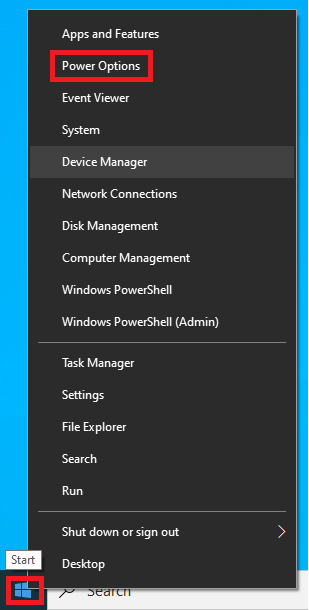 Apps and Features
Power Options
Event Viewer
System
Device Manager
Network Connections
Disk Management
Computer Management
Windows PowerShell
Windows PowerShell (Admin)
Task Manager
Settings
File Explorer
Search
Run
Shut down or sign out
Desktop
Start
Search